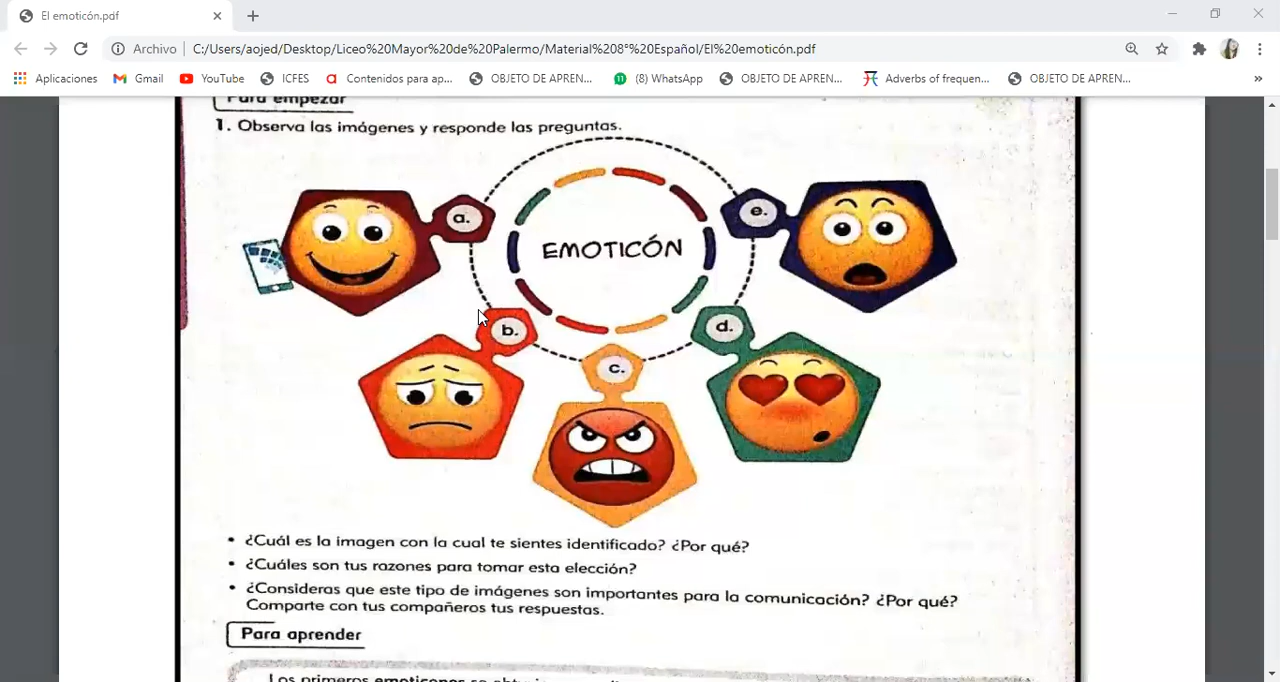 El emoticón.pdf
Archivo
C:/Users/aojed/Desktop/Liceo%20Mayor%20de%20Palermo/Material%208°%20Español/El%20emoticón.pdf
Aplicaciones
Gmail
YouTube
ICFES
Contenidos para ap...
OBJETO DE APREN...
(8) WhatsApp
OBJETO DE APREN...
Adverbs of frequen...
OBJETO DE APREN...
Para empezar
1. Observa las imágenes y responde las preguntas.
a.
e.
EMOTICÓN
b.
d.
c.
• ¿Cuál es la imagen con la cual te sientes identificado? ¿Por qué?
• ¿Cuáles son tus razones para tomar esta elección?
• ¿Consideras que este tipo de imágenes son importantes para la comunicación? ¿Por qué?
Comparte con tus compañeros tus respuestas.
Para aprender
Los primeros emoticones se